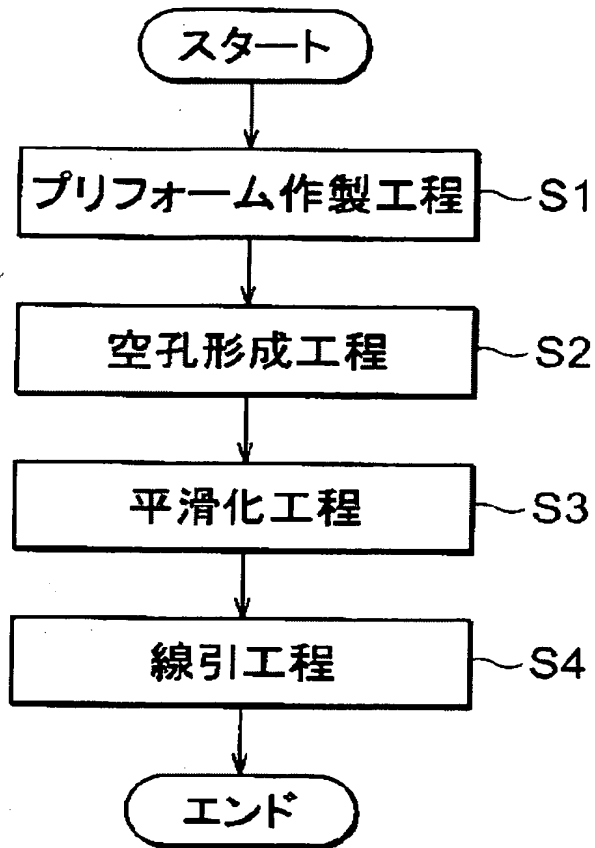 スタート
プリフォーム作製工程 S1
空孔形成工程 S2
平滑化工程 S3
線引工程 S4
エンド